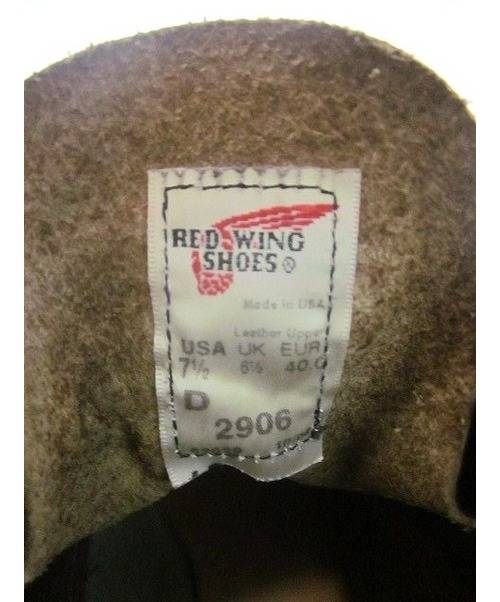 RED WING
SHOES®
Made in USA
Leather Upper
USA UK EUR
7½ 6½ 40.0
D
2906